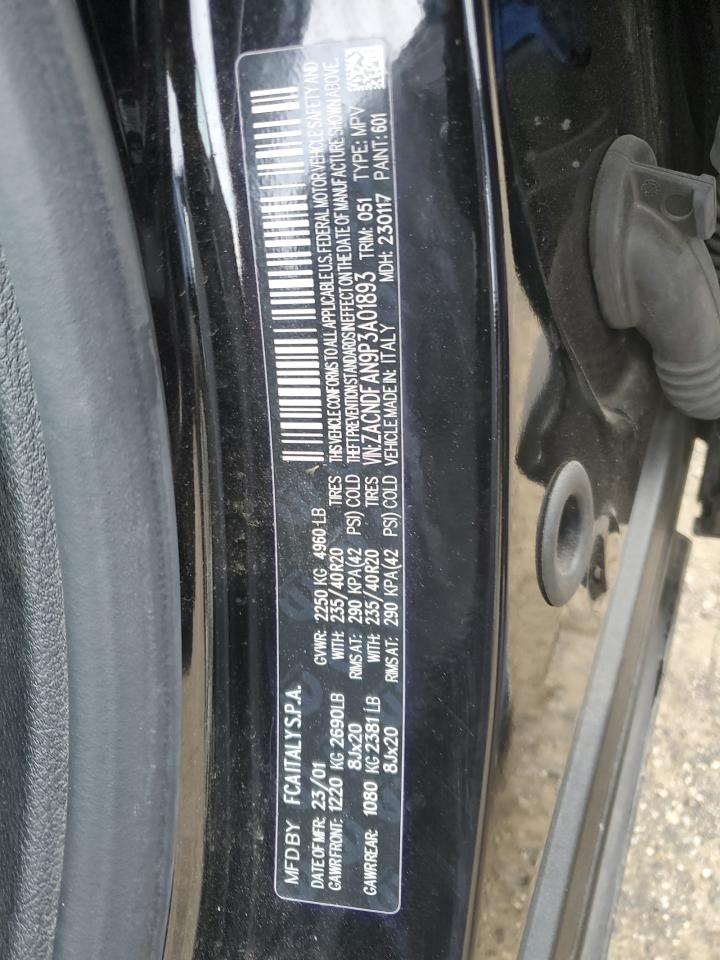 MFD BY FCA ITALY S.P.A.
DATE OF MFR: 23/01 GVWR: 2250 KG 4960 LB
GAWR FRONT: 1220 KG 2690LB WITH: 235/40R20 TIRES
8Jx20 RIMS AT: 290 KPA(42 PSI) COLD
GAWR REAR: 1080 KG 2381 LB WITH: 235/40R20 TIRES
8Jx20 RIMS AT: 290 KPA(42 PSI) COLD
THIS VEHICLE CONFORMS TO ALL APPLICABLE U.S. FEDERAL MOTOR VEHICLE SAFETY AND
THEFT PREVENTION STANDARDS IN EFFECT ON THE DATE OF MANUFACTURE SHOWN ABOVE.
VIN: ZACNDFAN9P3A01893 TRIM: 051 TYPE: MPV
VEHICLE MADE IN: ITALY MDH: 230117 PAINT: 601